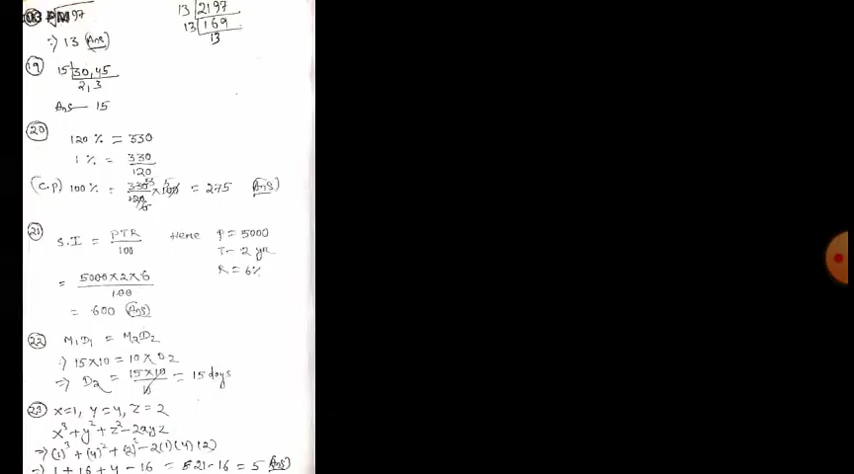 03 PM
∛2197
13 | 2197
13 | 169
13
∴) 13 (Ans)
(19) 15 | 30, 45
2, 3
Ans— 15
(20) 120 % = 330
1 % = 330/120
(C.P) 100 % = 330/120 × 100 = 275 (Ans)
(21) S.I = PTR/100 Here P = 5000
T— 2 yr
R = 6%
= 5000×2×6/100
= 600 (Ans)
(22) M₁D₁ = M₂D₂
∴) 15×10 = 10×D2
⇒) D₂ = 15×10/10 = 15 days
(23) x=1, y=4, z=2
x³+y²+z²-2xyz
⇒ (1)³+(4)²+(2)²-2(1)(4)(2)
⇒) 1+16+4-16 = 21-16 = 5 (Ans)